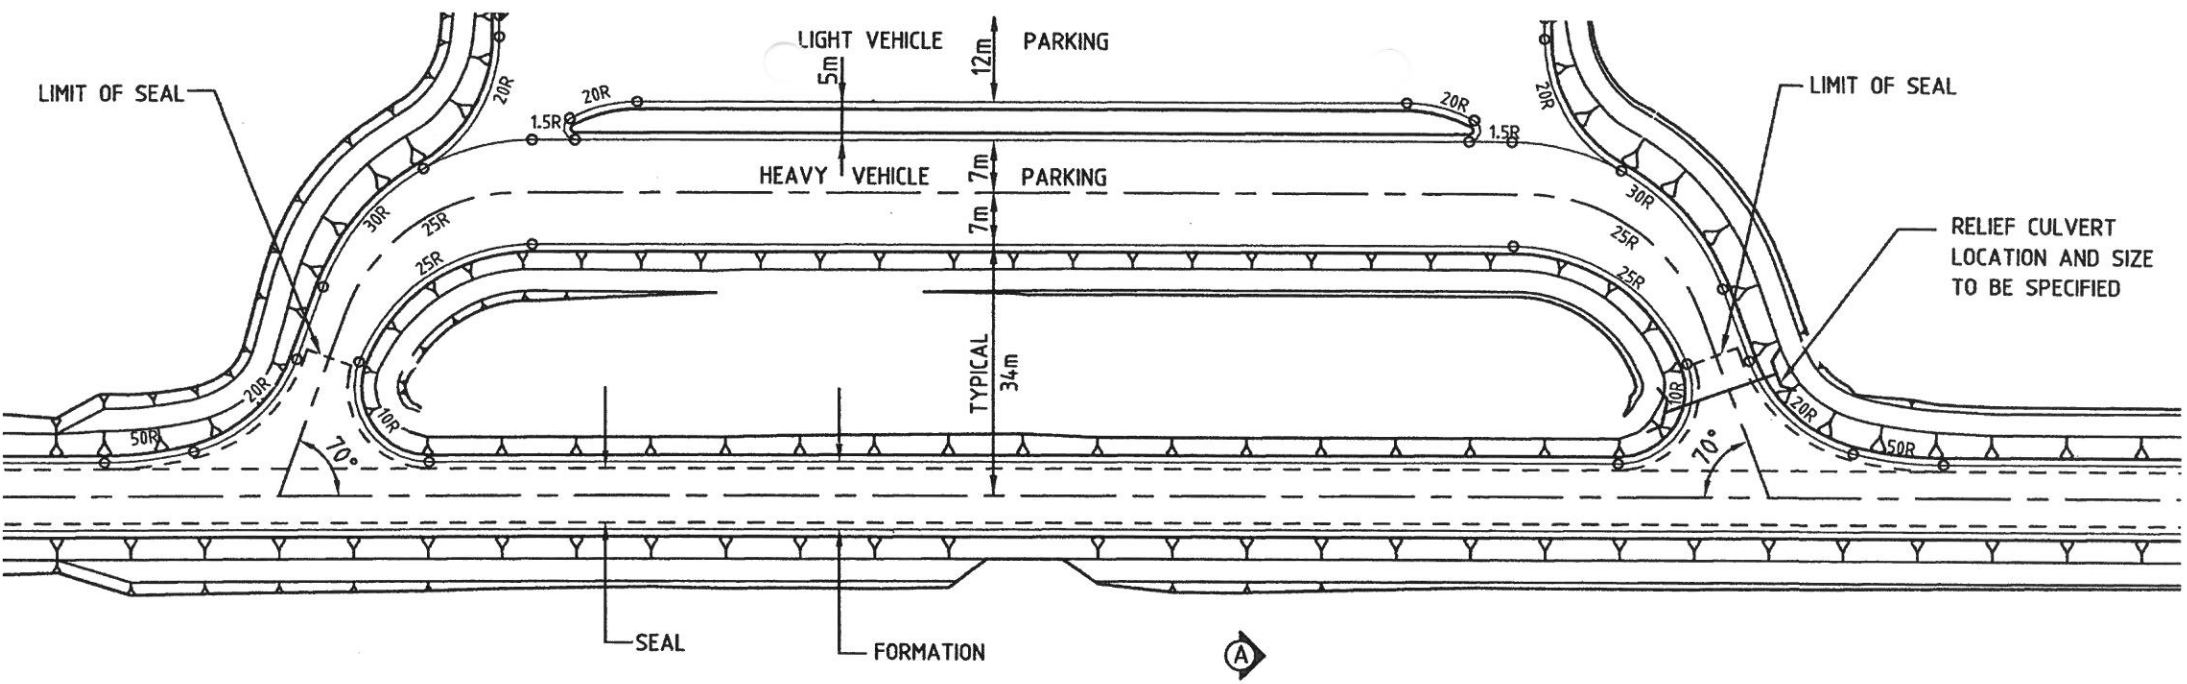 LIGHT VEHICLE PARKING
12m
5m
LIMIT OF SEAL
LIMIT OF SEAL
20R
20R
20R
20R
1.5R
1.5R
HEAVY VEHICLE PARKING
7m
7m
30R
25R
25R
30R
25R
25R
RELIEF CULVERT
LOCATION AND SIZE
TO BE SPECIFIED
TYPICAL
34m
20R
10R
50R
70°
10R
20R
50R
70°
SEAL
FORMATION
A